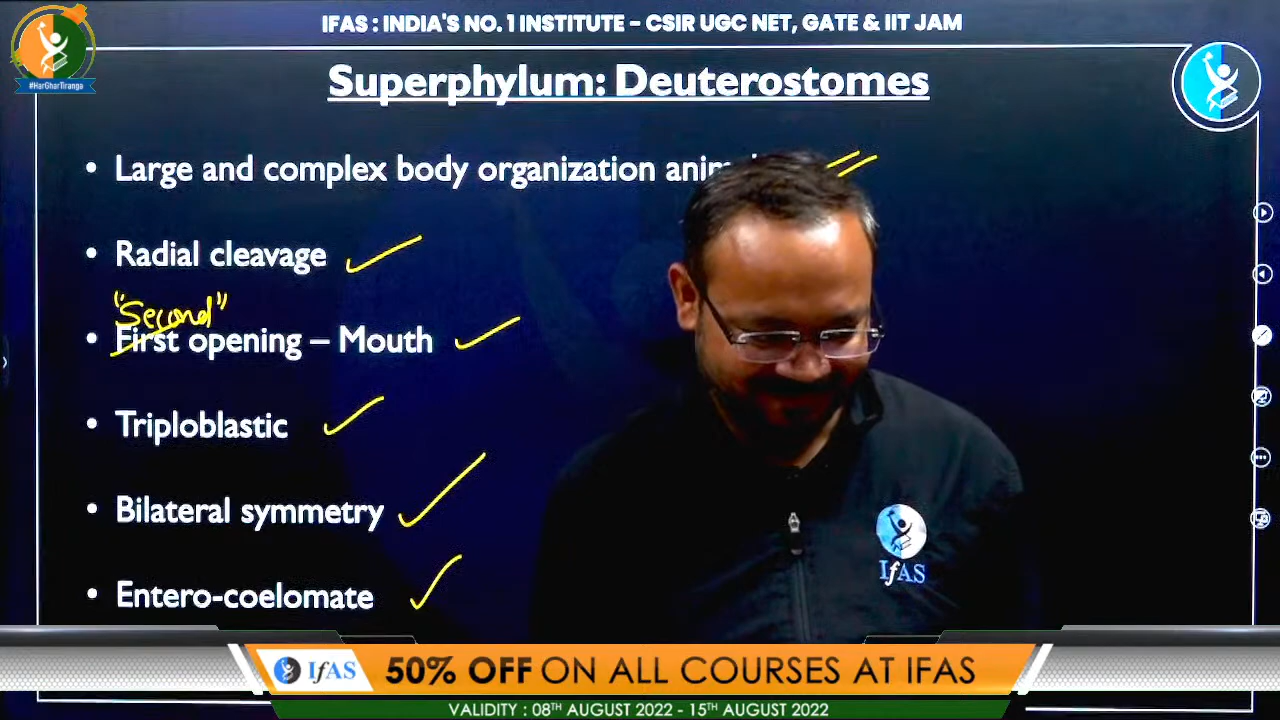 IFAS : INDIA'S NO. 1 INSTITUTE – CSIR UGC NET, GATE & IIT JAM
#HarGharTiranga
Superphylum: Deuterostomes
• Large and complex body organization
• Radial cleavage
"Second"
• First opening – Mouth
• Triploblastic
• Bilateral symmetry
• Entero-coelomate
IfAS
IfAS 50% OFF ON ALL COURSES AT IFAS
VALIDITY : 08TH AUGUST 2022 - 15TH AUGUST 2022